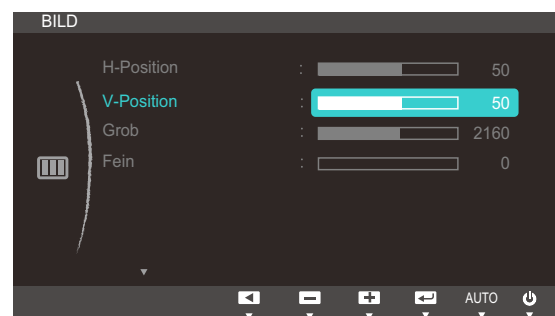 BILD
H-Position : 50
V-Position : 50
Grob : 2160
Fein : 0
AUTO